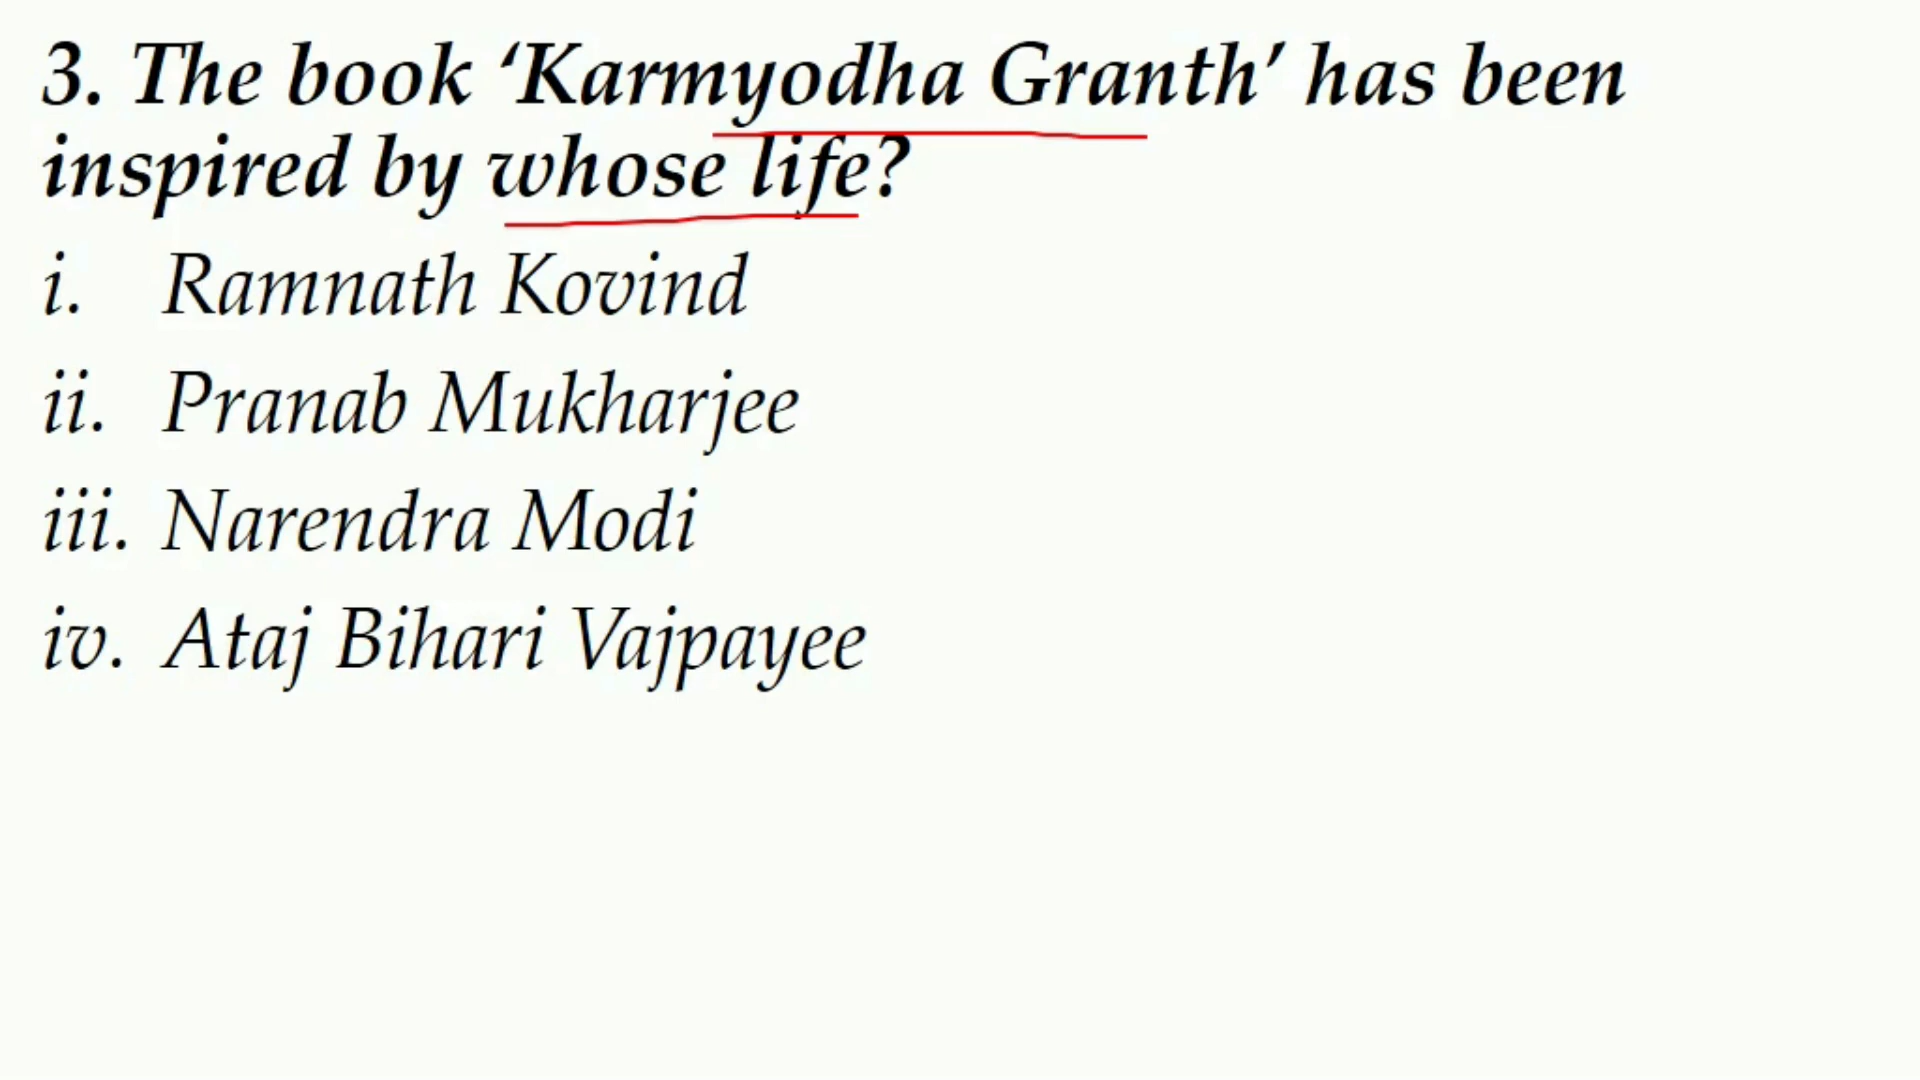 3. The book ‘Karmyodha Granth’ has been
inspired by whose life?
i. Ramnath Kovind
ii. Pranab Mukharjee
iii. Narendra Modi
iv. Ataj Bihari Vajpayee